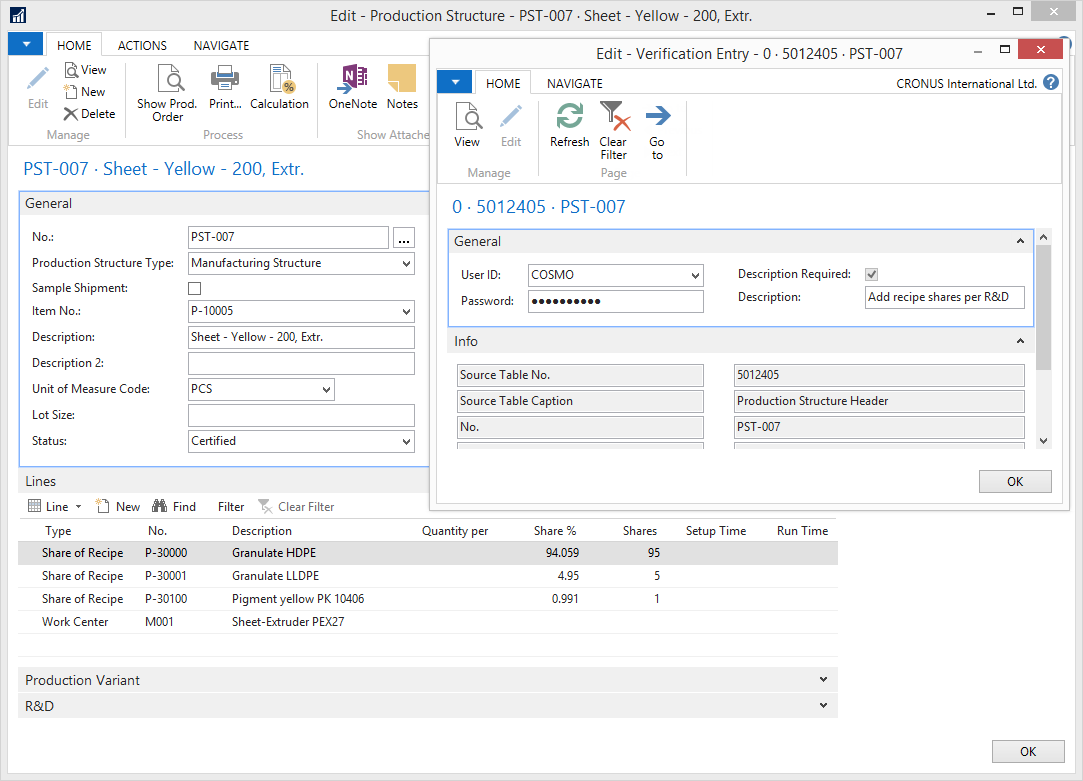 Edit - Production Structure - PST-007 · Sheet - Yellow - 200, Extr.
HOME ACTIONS NAVIGATE
Edit
View
New
Delete
Manage
Show Prod. Order
Print...
Calculation
Process
OneNote
Notes
Show Attache
PST-007 · Sheet - Yellow - 200, Extr.
General
No.: PST-007 ...
Production Structure Type: Manufacturing Structure
Sample Shipment:
Item No.: P-10005
Description: Sheet - Yellow - 200, Extr.
Description 2:
Unit of Measure Code: PCS
Lot Size:
Status: Certified
Lines
Line New Find Filter Clear Filter
Type No. Description Quantity per Share % Shares Setup Time Run Time
Share of Recipe P-30000 Granulate HDPE 94.059 95
Share of Recipe P-30001 Granulate LLDPE 4.95 5
Share of Recipe P-30100 Pigment yellow PK 10406 0.991 1
Work Center M001 Sheet-Extruder PEX27
Production Variant
R&D
OK
Edit - Verification Entry - 0 · 5012405 · PST-007
HOME NAVIGATE CRONUS International Ltd. ?
View
Edit
Manage
Refresh
Clear Filter
Go to
Page
0 · 5012405 · PST-007
General
User ID: COSMO Description Required:
Password: ●●●●●●●●●● Description: Add recipe shares per R&D
Info
Source Table No. 5012405
Source Table Caption Production Structure Header
No. PST-007
OK